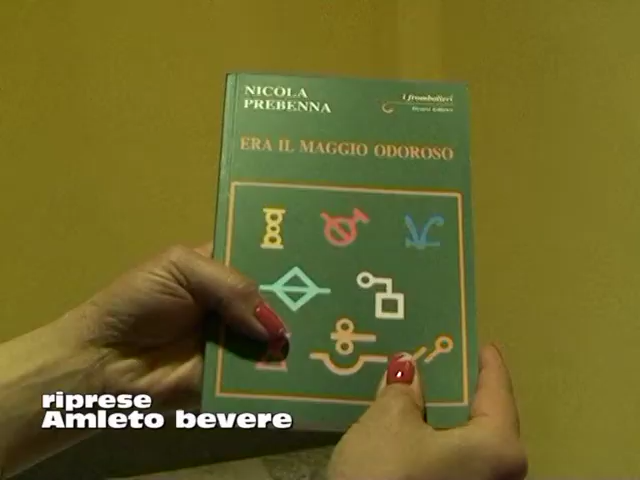 NICOLA
PREBENNA
i frombolieri
ERA IL MAGGIO ODOROSO
riprese
Amleto bevere